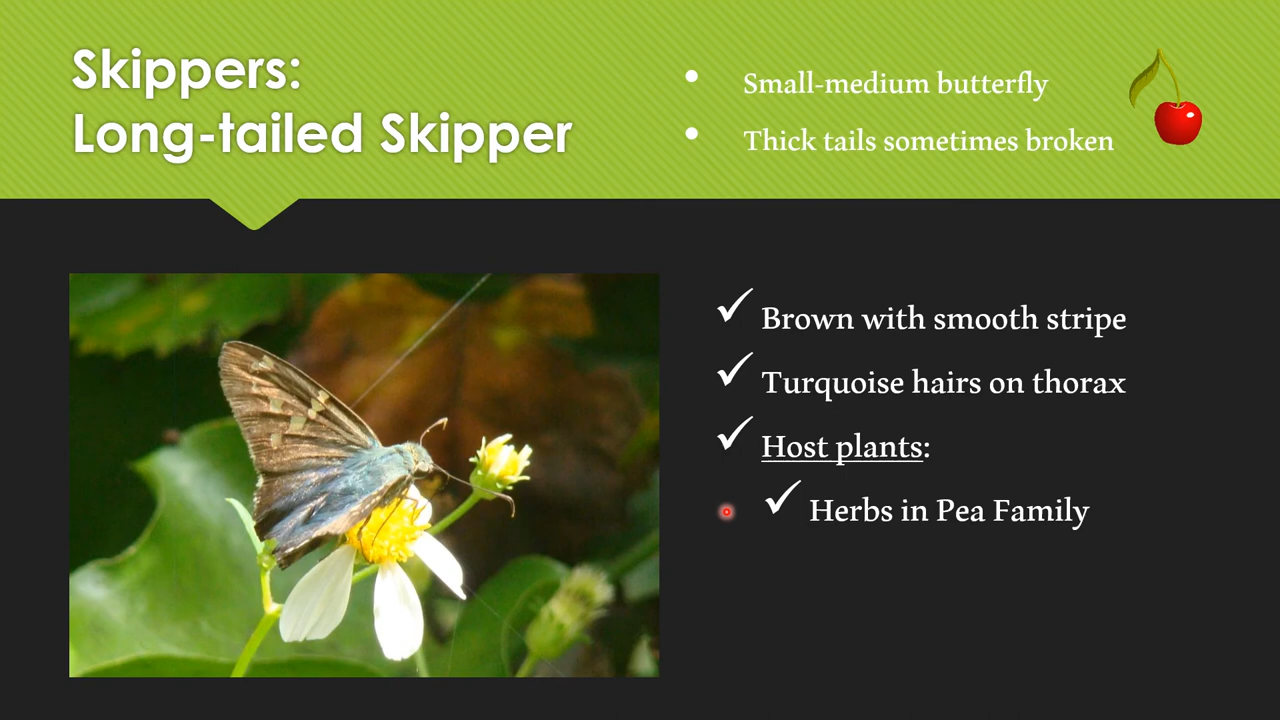 Skippers:
Long-tailed Skipper
• Small-medium butterfly
• Thick tails sometimes broken
✓ Brown with smooth stripe
✓ Turquoise hairs on thorax
✓ Host plants:
✓ Herbs in Pea Family